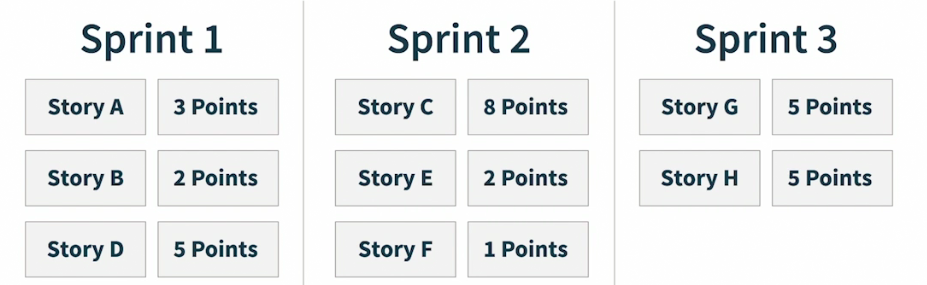 Sprint 1
Story A 3 Points
Story B 2 Points
Story D 5 Points
Sprint 2
Story C 8 Points
Story E 2 Points
Story F 1 Points
Sprint 3
Story G 5 Points
Story H 5 Points